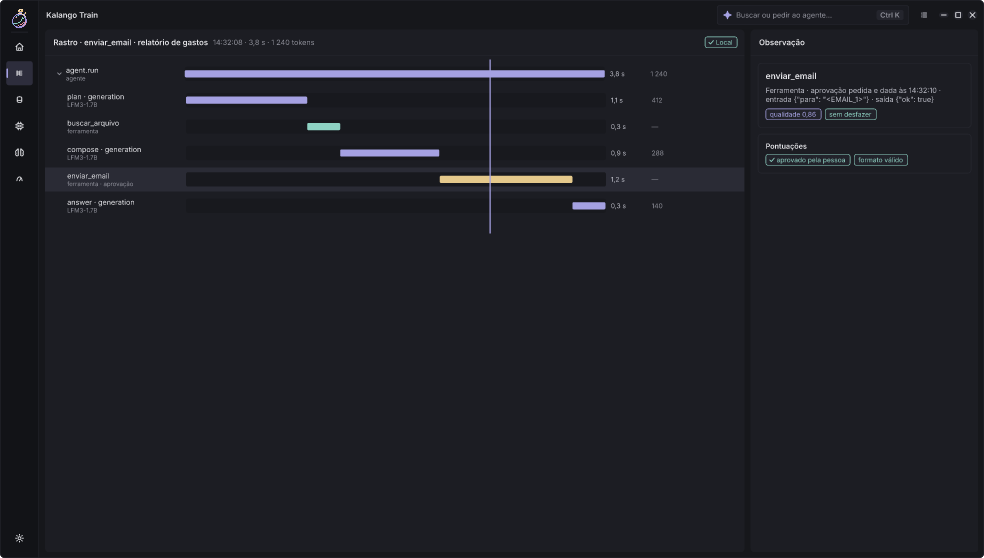 Kalango Train
Buscar ou pedir ao agente...
Ctrl K
Rastro · enviar_email · relatório de gastos 14:32:08 · 3,8 s · 1 240 tokens
Local
agent.run
agente
3,8 s
1 240
plan · generation
LFM3-1.7B
1,1 s
412
buscar_arquivo
ferramenta
0,3 s
—
compose · generation
LFM3-1.7B
0,9 s
288
enviar_email
ferramenta · aprovação
1,2 s
—
answer · generation
LFM3-1.7B
0,3 s
140
Observação
enviar_email
Ferramenta · aprovação pedida e dada às 14:32:10 ·
entrada {"para": "<EMAIL_1>"} · saída {"ok": true}
qualidade 0,86
sem desfazer
Pontuações
aprovado pela pessoa
formato válido